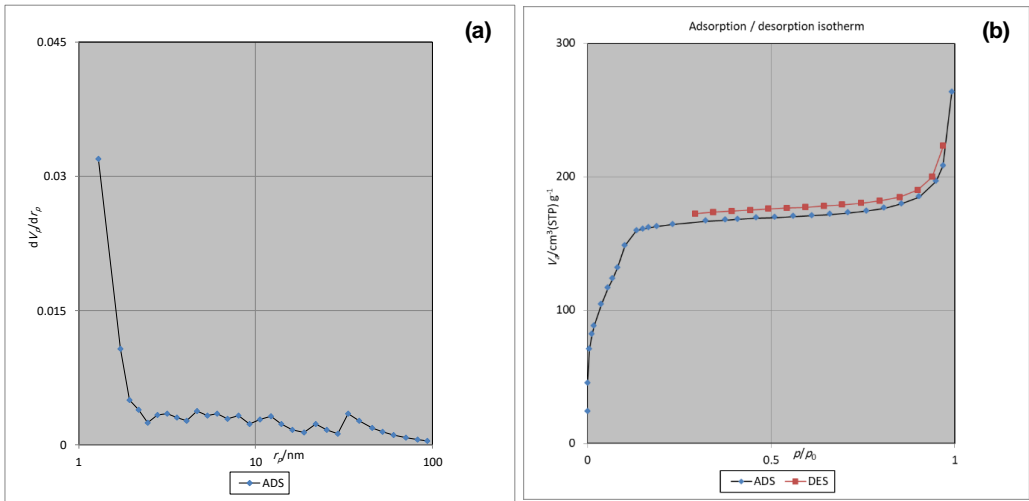 (a)
0.045
0.03
0.015
0
dVp/drp
1
10
100
rp/nm
ADS
(b)
Adsorption / desorption isotherm
300
200
100
0
Va/cm³(STP) g⁻¹
0
0.5
1
p/p₀
ADS DES